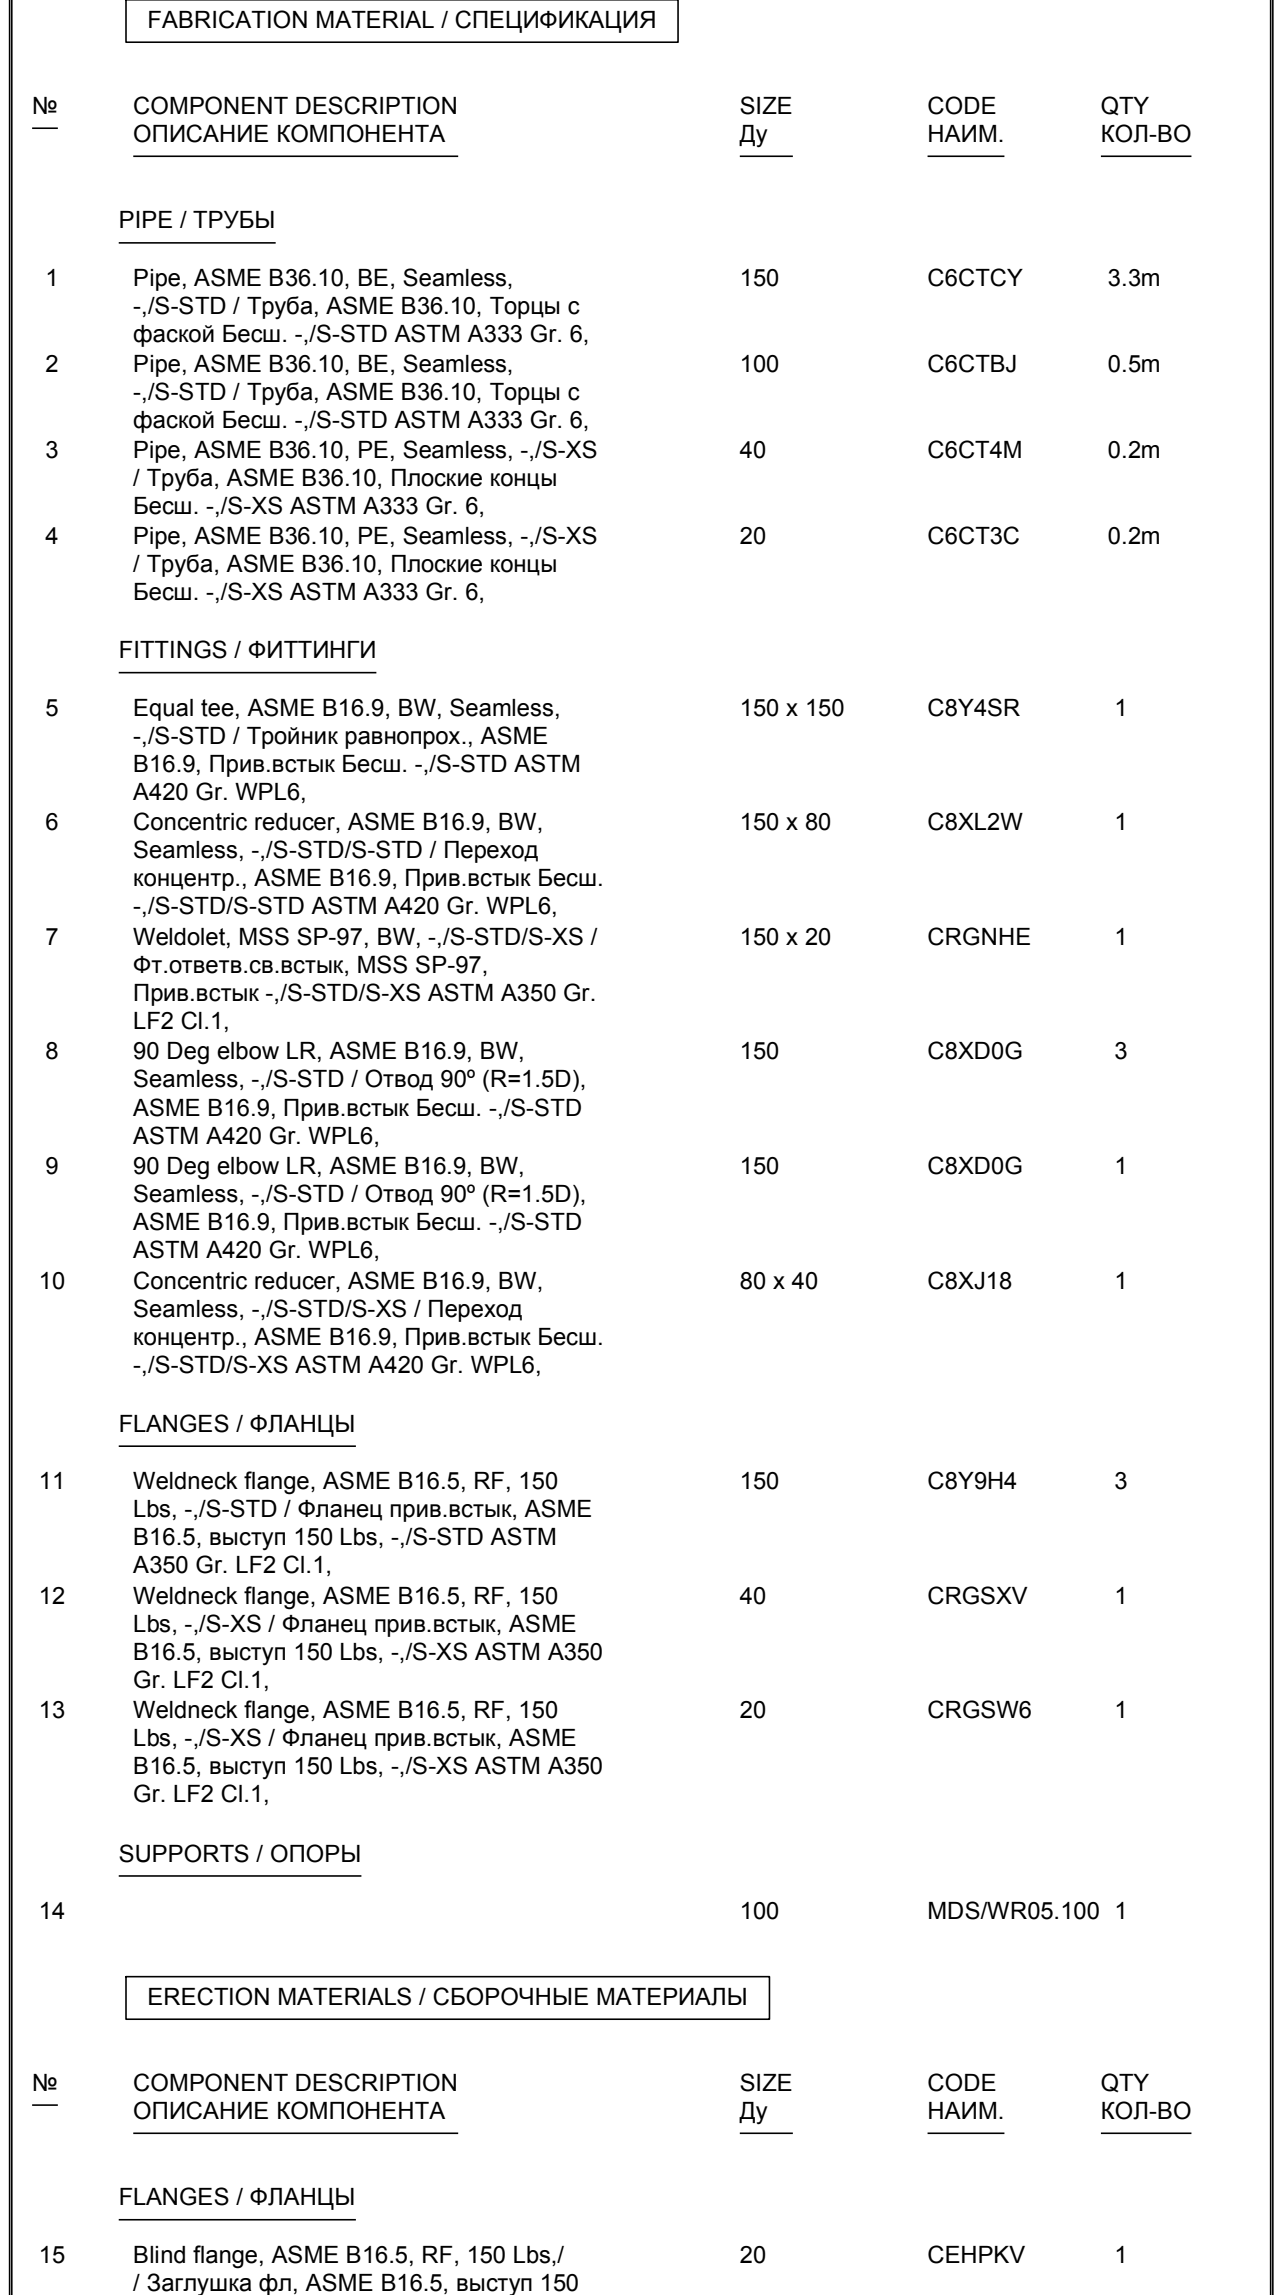 FABRICATION MATERIAL / СПЕЦИФИКАЦИЯ
№ COMPONENT DESCRIPTION SIZE CODE QTY
ОПИСАНИЕ КОМПОНЕНТА Ду НАИМ. КОЛ-ВО
PIPE / ТРУБЫ
1 Pipe, ASME B36.10, BE, Seamless, 150 C6CTCY 3.3m
-,/S-STD / Труба, ASME B36.10, Торцы с
фаской Бесш. -,/S-STD ASTM A333 Gr. 6,
2 Pipe, ASME B36.10, BE, Seamless, 100 C6CTBJ 0.5m
-,/S-STD / Труба, ASME B36.10, Торцы с
фаской Бесш. -,/S-STD ASTM A333 Gr. 6,
3 Pipe, ASME B36.10, PE, Seamless, -,/S-XS 40 C6CT4M 0.2m
/ Труба, ASME B36.10, Плоские концы
Бесш. -,/S-XS ASTM A333 Gr. 6,
4 Pipe, ASME B36.10, PE, Seamless, -,/S-XS 20 C6CT3C 0.2m
/ Труба, ASME B36.10, Плоские концы
Бесш. -,/S-XS ASTM A333 Gr. 6,
FITTINGS / ФИТТИНГИ
5 Equal tee, ASME B16.9, BW, Seamless, 150 x 150 C8Y4SR 1
-,/S-STD / Тройник равнопрох., ASME
B16.9, Прив.встык Бесш. -,/S-STD ASTM
A420 Gr. WPL6,
6 Concentric reducer, ASME B16.9, BW, 150 x 80 C8XL2W 1
Seamless, -,/S-STD/S-STD / Переход
концентр., ASME B16.9, Прив.встык Бесш.
-,/S-STD/S-STD ASTM A420 Gr. WPL6,
7 Weldolet, MSS SP-97, BW, -,/S-STD/S-XS / 150 x 20 CRGNHE 1
Фт.ответв.св.встык, MSS SP-97,
Прив.встык -,/S-STD/S-XS ASTM A350 Gr.
LF2 Cl.1,
8 90 Deg elbow LR, ASME B16.9, BW, 150 C8XD0G 3
Seamless, -,/S-STD / Отвод 90º (R=1.5D),
ASME B16.9, Прив.встык Бесш. -,/S-STD
ASTM A420 Gr. WPL6,
9 90 Deg elbow LR, ASME B16.9, BW, 150 C8XD0G 1
Seamless, -,/S-STD / Отвод 90º (R=1.5D),
ASME B16.9, Прив.встык Бесш. -,/S-STD
ASTM A420 Gr. WPL6,
10 Concentric reducer, ASME B16.9, BW, 80 x 40 C8XJ18 1
Seamless, -,/S-STD/S-XS / Переход
концентр., ASME B16.9, Прив.встык Бесш.
-,/S-STD/S-XS ASTM A420 Gr. WPL6,
FLANGES / ФЛАНЦЫ
11 Weldneck flange, ASME B16.5, RF, 150 150 C8Y9H4 3
Lbs, -,/S-STD / Фланец прив.встык, ASME
B16.5, выступ 150 Lbs, -,/S-STD ASTM
A350 Gr. LF2 Cl.1,
12 Weldneck flange, ASME B16.5, RF, 150 40 CRGSXV 1
Lbs, -,/S-XS / Фланец прив.встык, ASME
B16.5, выступ 150 Lbs, -,/S-XS ASTM A350
Gr. LF2 Cl.1,
13 Weldneck flange, ASME B16.5, RF, 150 20 CRGSW6 1
Lbs, -,/S-XS / Фланец прив.встык, ASME
B16.5, выступ 150 Lbs, -,/S-XS ASTM A350
Gr. LF2 Cl.1,
SUPPORTS / ОПОРЫ
14 100 MDS/WR05.100 1
ERECTION MATERIALS / СБОРОЧНЫЕ МАТЕРИАЛЫ
№ COMPONENT DESCRIPTION SIZE CODE QTY
ОПИСАНИЕ КОМПОНЕНТА Ду НАИМ. КОЛ-ВО
FLANGES / ФЛАНЦЫ
15 Blind flange, ASME B16.5, RF, 150 Lbs,/ 20 CEHPKV 1
/ Заглушка фл, ASME B16.5, выступ 150